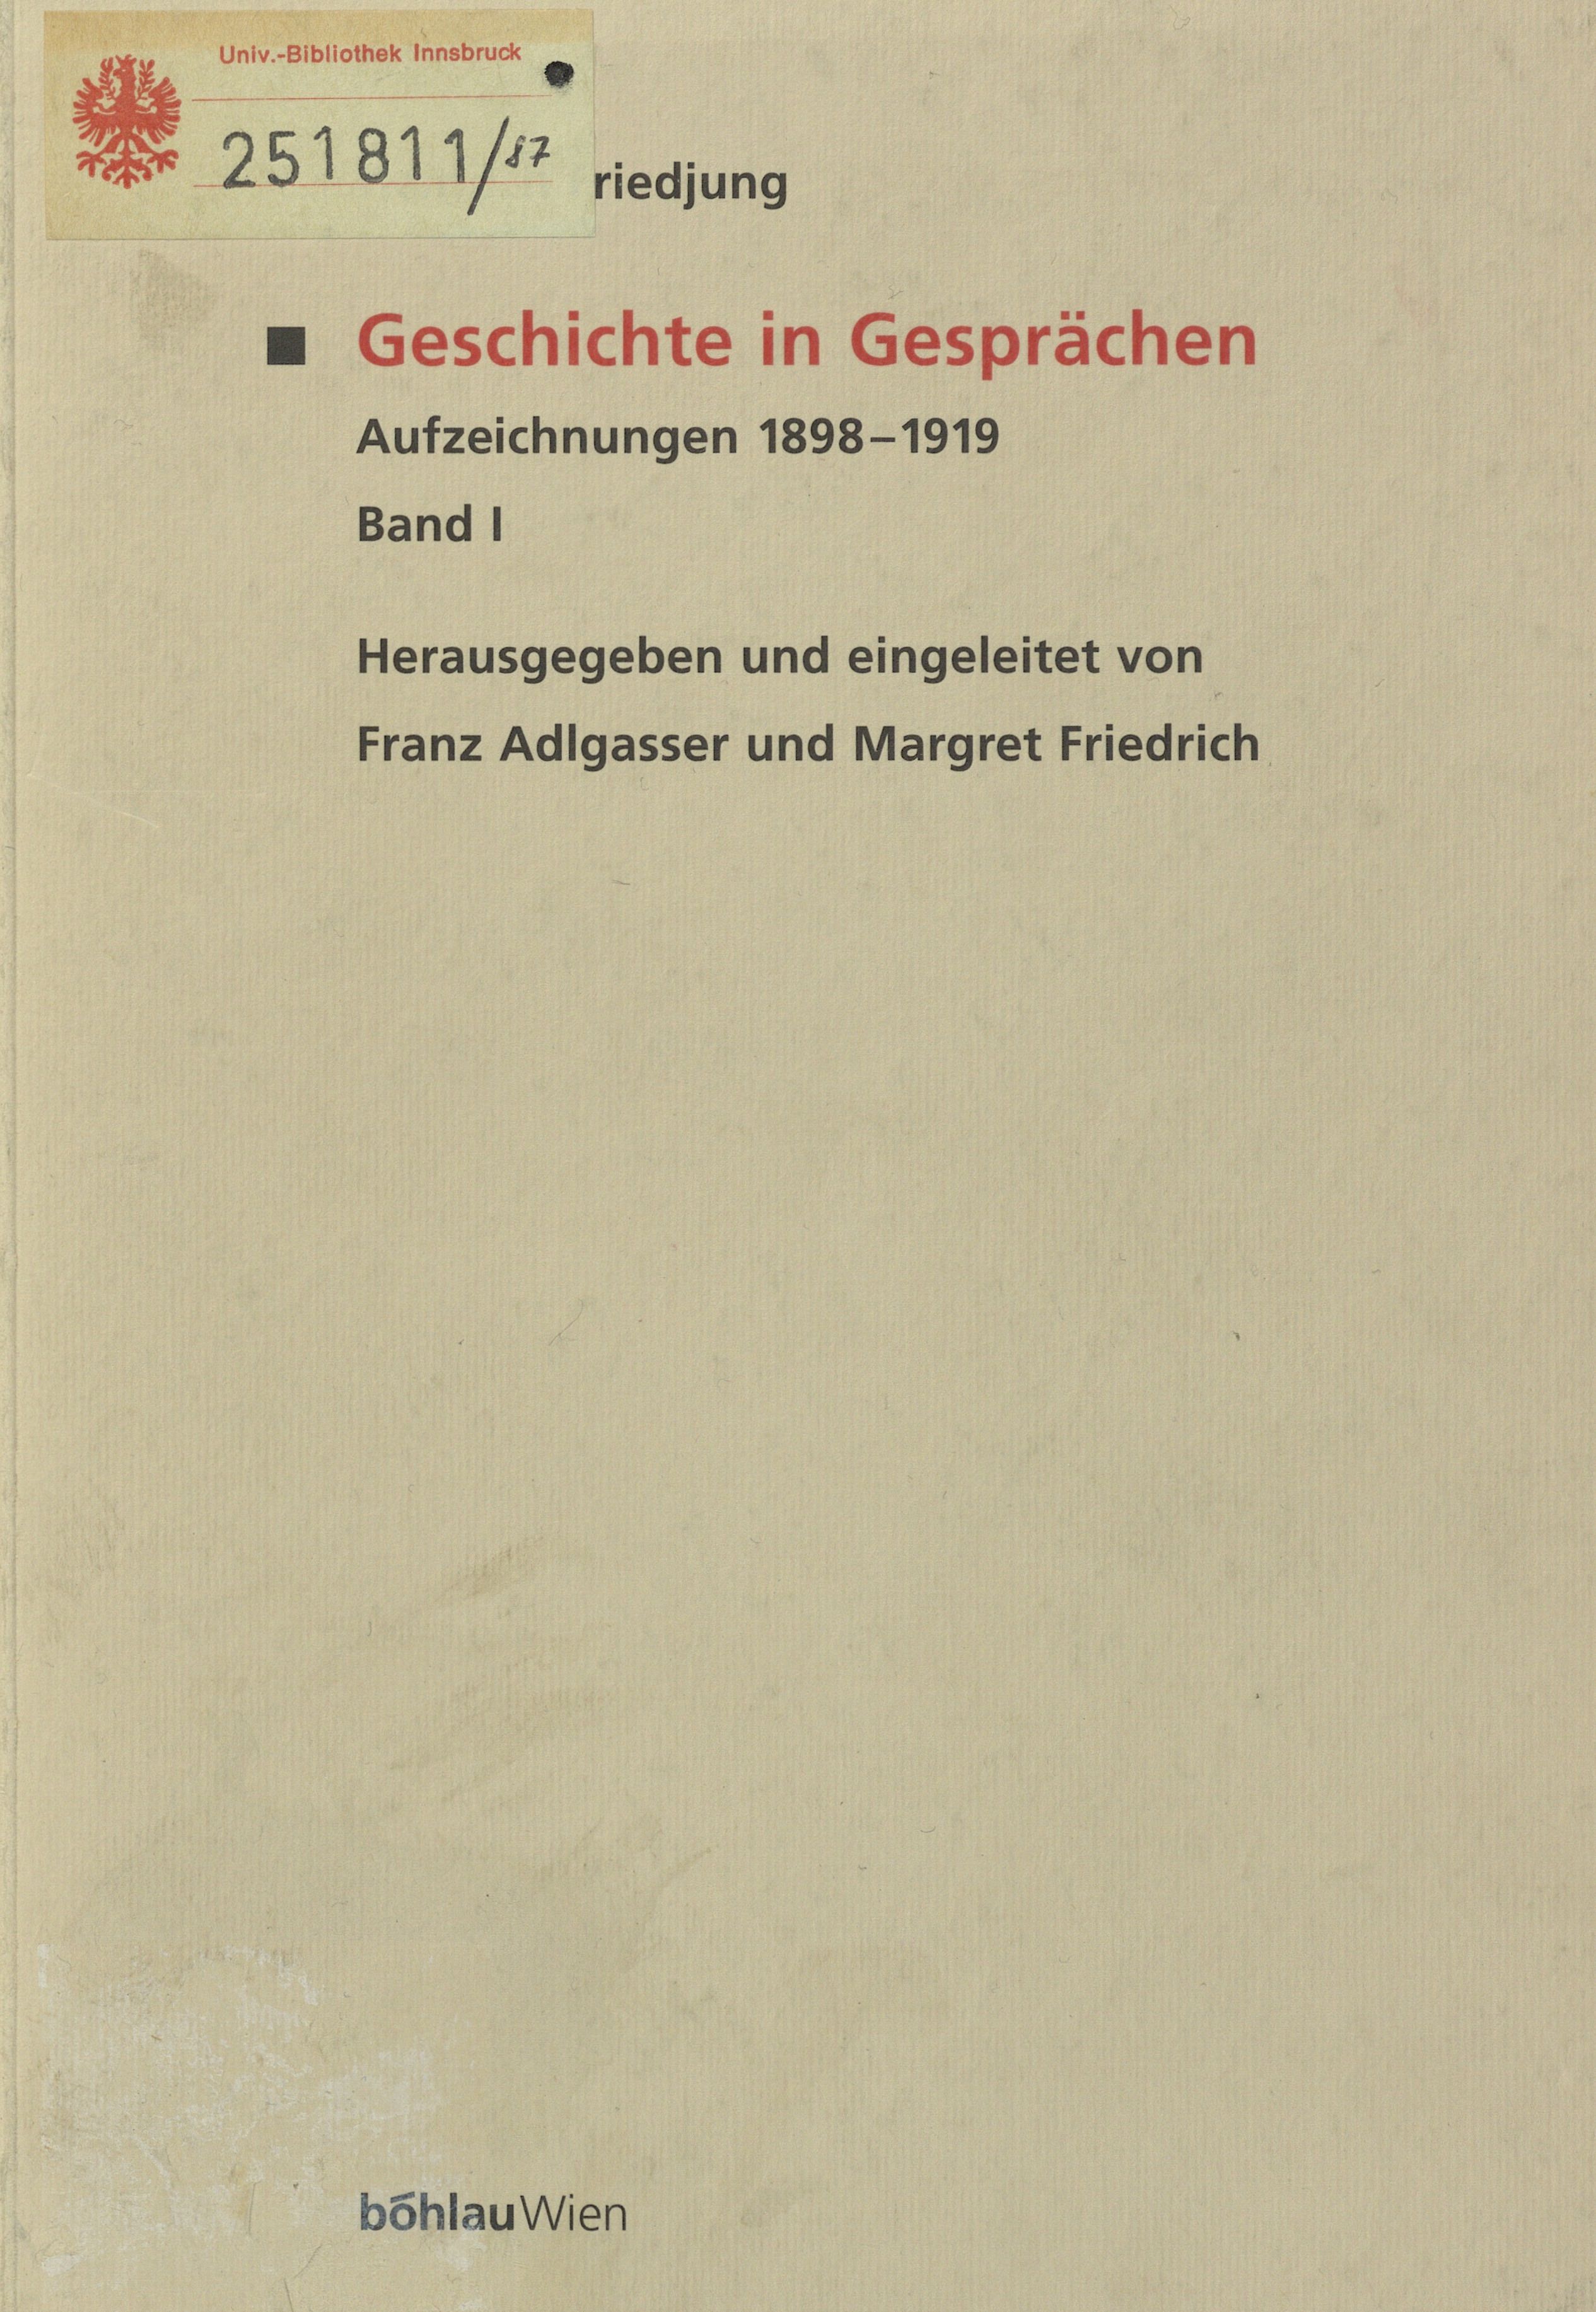 Univ.-Bibliothek Innsbruck
251811/87
riedjung
Geschichte in Gesprächen
Aufzeichnungen 1898–1919
Band I
Herausgegeben und eingeleitet von
Franz Adlgasser und Margret Friedrich
böhlauWien